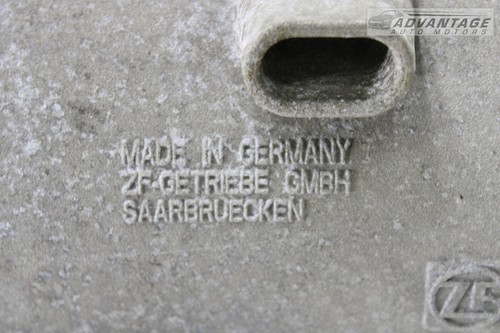 ADVANTAGE
AUTO MOTORS
MADE IN GERMANY
ZF-GETRIEBE GMBH
SAARBRUECKEN
ZF